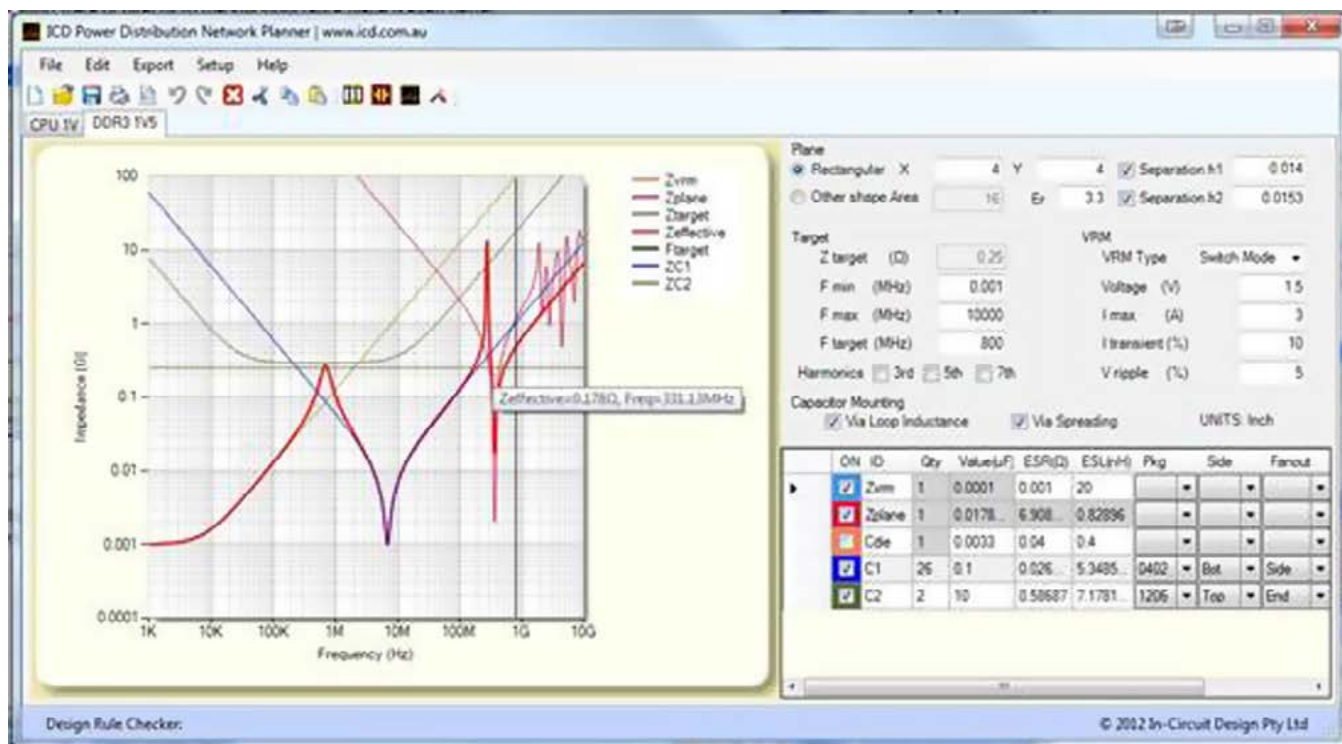 ICD Power Distribution Network Planner | www.icd.com.au
File Edit Export Setup Help
CPU 1V DDR3 1V5
100
10
1
0.1
0.01
0.001
0.0001
Impedance [Ω]
1K 10K 100K 1M 10M 100M 1G 10G
Frequency (Hz)
Zvrm
Zplane
Ztarget
Zeffective
Ftarget
ZC1
ZC2
Zeffective=0.178Ω, Freq=331.13MHz
Plane
Rectangular X 4 Y 4 Separation h1 0.014
Other shape Area 16 Er 3.3 Separation h2 0.0153
Target
Z target (Ω) 0.25
F min (MHz) 0.001
F max (MHz) 10000
F target (MHz) 800
Harmonics 3rd 5th 7th
VRM
VRM Type Switch Mode
Voltage (V) 1.5
I max (A) 3
I transient (%) 10
V ripple (%) 5
Capacitor Mounting
Via Loop Inductance Via Spreading UNITS: Inch
ON ID Qty Value(uF) ESR(Ω) ESL(nH) Pkg Side Fanout
Zvrm 1 0.0001 0.001 20
Zplane 1 0.0178... 6.908... 0.82896
Cdie 1 0.0033 0.04 0.4
C1 26 0.1 0.026... 5.3485... 0402 Bot Side
C2 2 10 0.58687 7.1781... 1206 Top End
Design Rule Checker:
© 2012 In-Circuit Design Pty Ltd